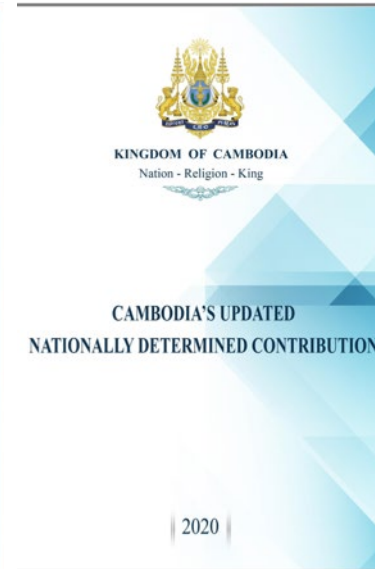 KINGDOM OF CAMBODIA
Nation - Religion - King
CAMBODIA'S UPDATED
NATIONALLY DETERMINED CONTRIBUTION
2020